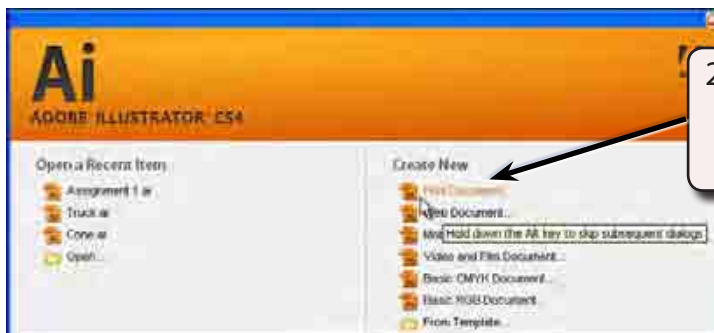 Ai
ADOBE ILLUSTRATOR CS4
Open a Recent Item
Assignment 1.ai
Truck.ai
Cone.ai
Open...
Create New
Print Document...
Web Document...
Hold down the Alt key to skip subsequent dialogs
Video and Film Document...
Basic CMYK Document...
Basic RGB Document...
From Template...
2